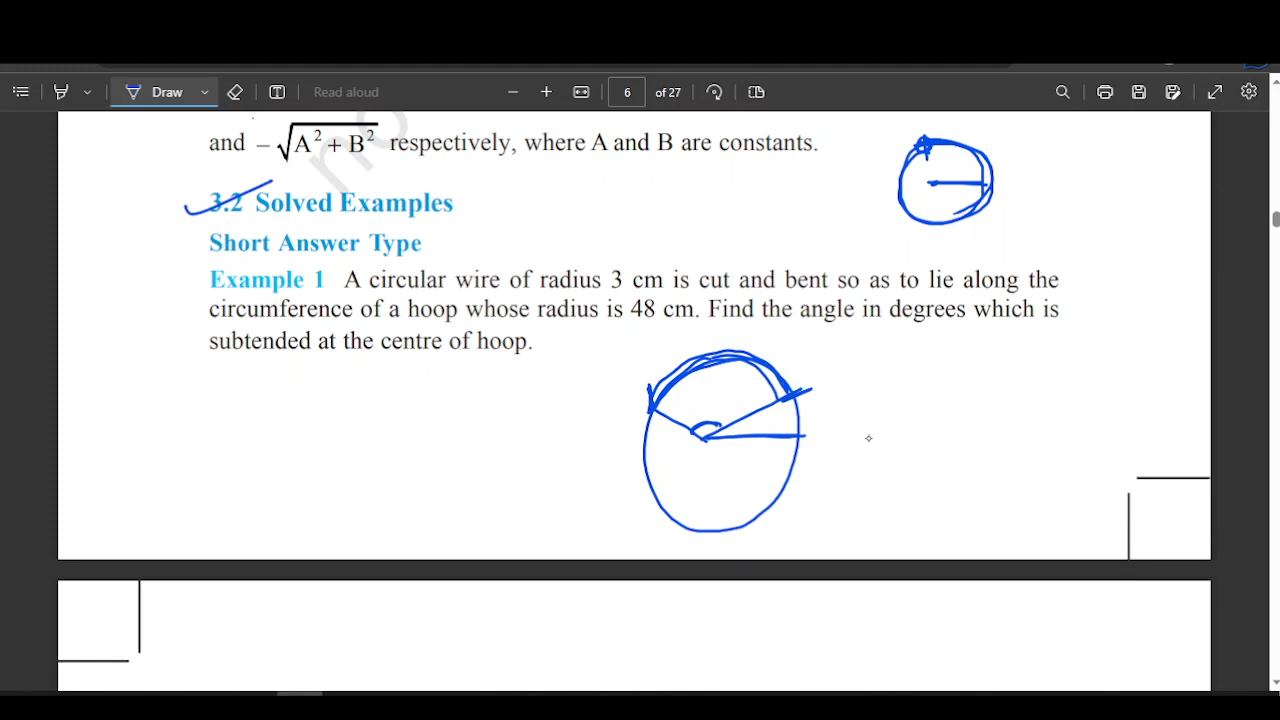 Draw
Read aloud
6
of 27
and – √A² + B² respectively, where A and B are constants.
no
3.2 Solved Examples
Short Answer Type
Example 1 A circular wire of radius 3 cm is cut and bent so as to lie along the
circumference of a hoop whose radius is 48 cm. Find the angle in degrees which is
subtended at the centre of hoop.